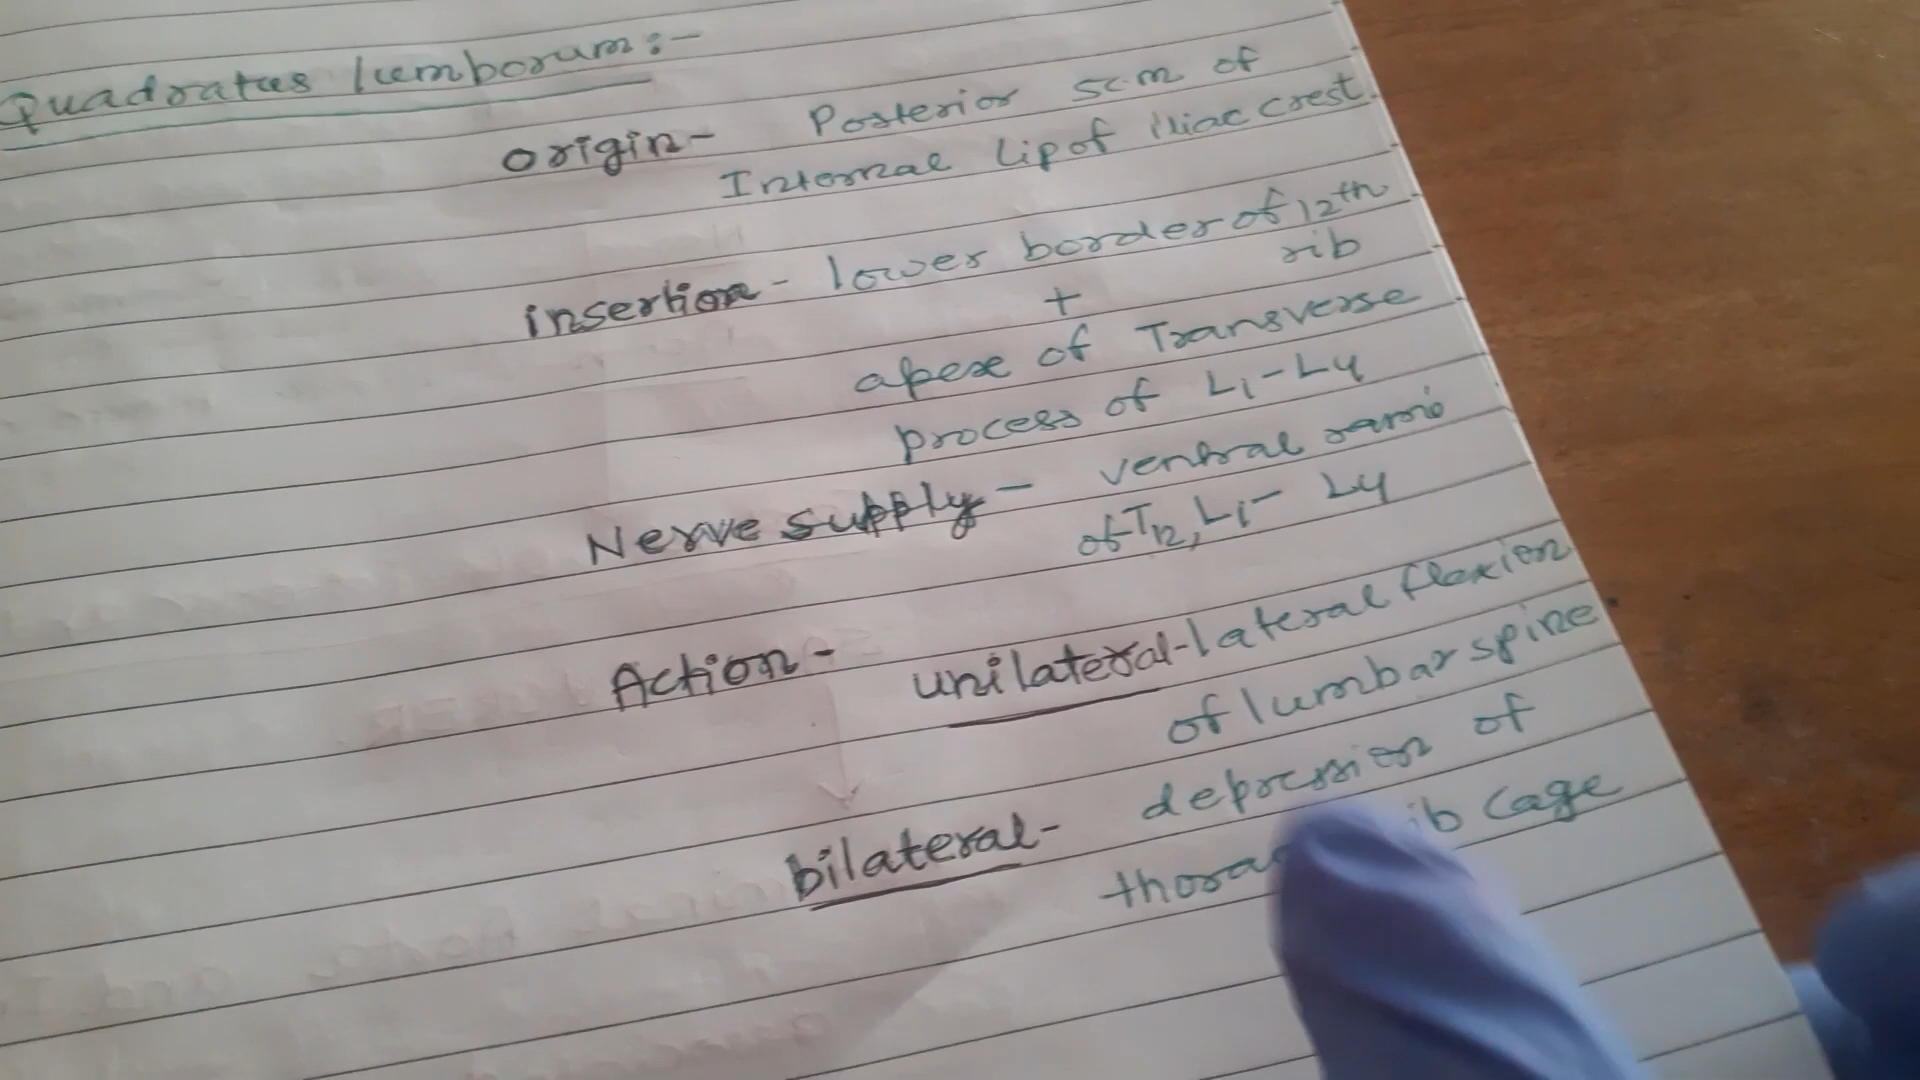 Quadratus lumborum:-
origin- Posterior 5cm of
Internal Lip of iliac crest.
insertion- lower border of 12th
rib
+
apex of Transverse
process of L1-L4
Nerve supply- ventral rami
of T12, L1- L4
Action- unilateral-lateral flexion
of lumbar spine
bilateral- depression of
cage